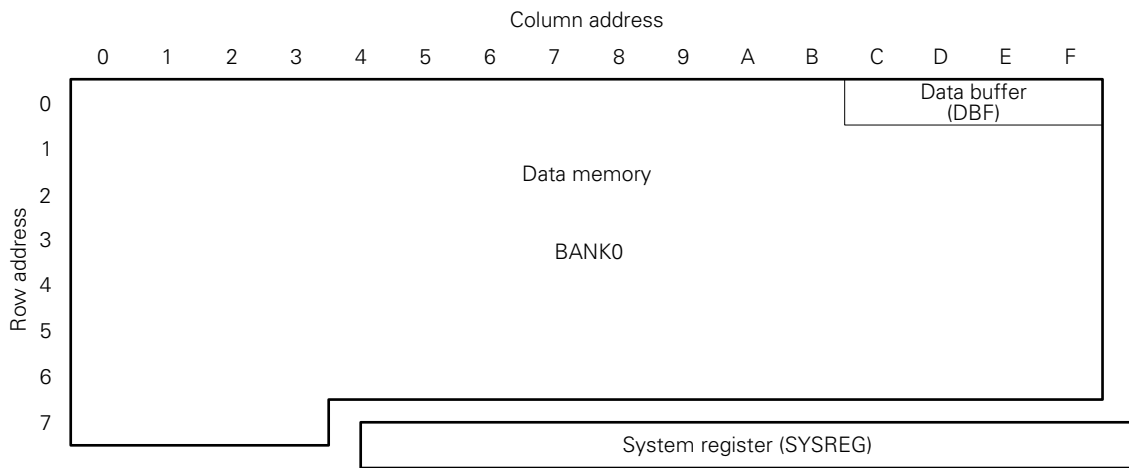 Column address
0 1 2 3 4 5 6 7 8 9 A B C D E F
Row address
0
Data buffer
(DBF)
1
Data memory
2
3
BANK0
4
5
6
7
System register (SYSREG)